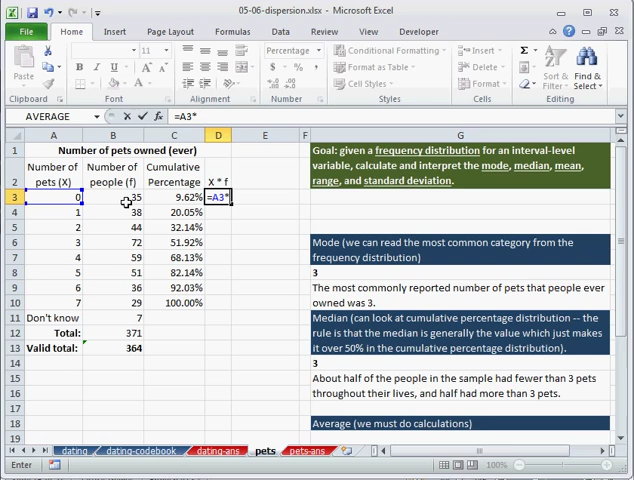 05-06-dispersion.xlsx - Microsoft Excel
File Home Insert Page Layout Formulas Data Review View Developer
Paste
11
B I U
Percentage
$ % ,
Conditional Formatting
Format as Table
Cell Styles
Insert
Delete
Format
Sort & Filter
Find & Select
Clipboard Font Alignment Number Styles Cells Editing
AVERAGE =A3*
A B C D E F G
1 Number of pets owned (ever) Goal: given a frequency distribution for an interval-level
variable, calculate and interpret the mode, median, mean,
range, and standard deviation.
Number of Number of Cumulative
2 pets (X) people (f) Percentage X * f
3 0 35 9.62% =A3*
4 1 38 20.05%
5 2 44 32.14%
6 3 72 51.92% Mode (we can read the most common category from the
7 4 59 68.13% frequency distribution)
8 5 51 82.14% 3
9 6 36 92.03% The most commonly reported number of pets that people ever
10 7 29 100.00% owned was 3.
11 Don't know 7 Median (can look at cumulative percentage distribution -- the
12 Total: 371 rule is that the median is generally the value which just makes
13 Valid total: 364 it over 50% in the cumulative percentage distribution).
14 3
15 About half of the people in the sample had fewer than 3 pets
16 throughout their lives, and half had more than 3 pets.
17
18 Average (we must do calculations)
19
dating dating-codebook dating-ans pets pets-ans
Enter 100%